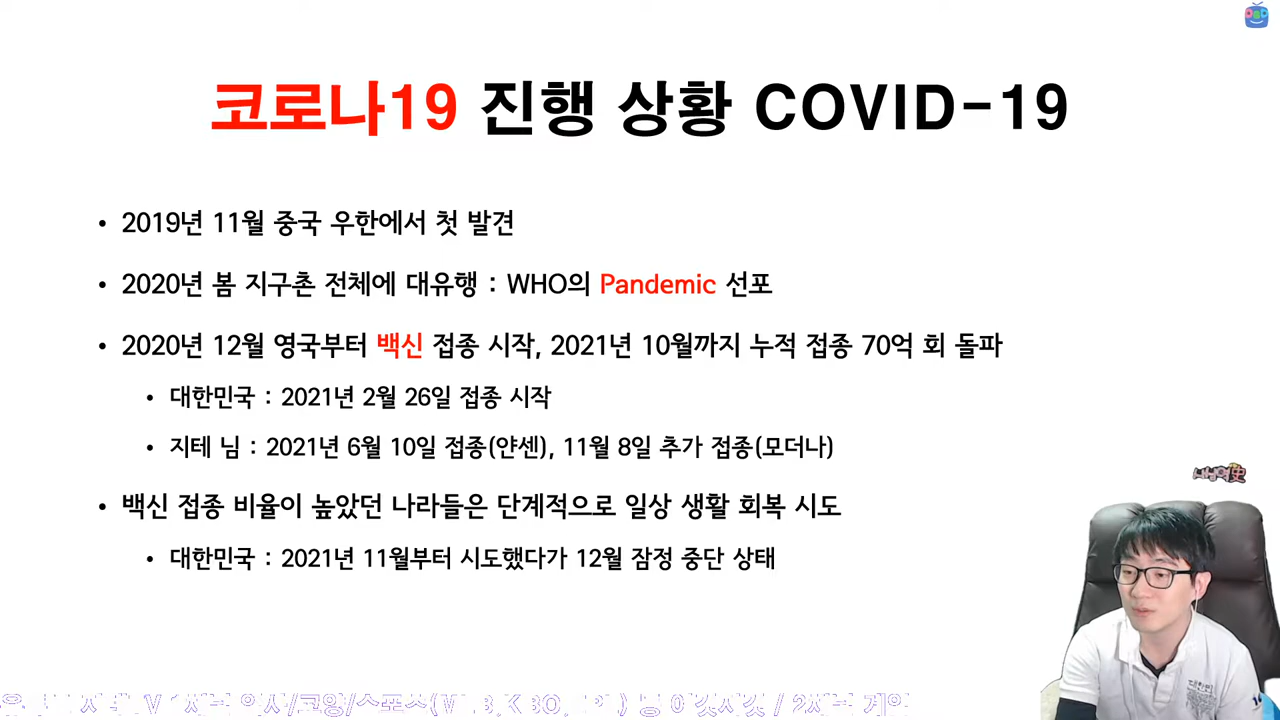 코로나19 진행 상황 COVID-19
• 2019년 11월 중국 우한에서 첫 발견
• 2020년 봄 지구촌 전체에 대유행 : WHO의 Pandemic 선포
• 2020년 12월 영국부터 백신 접종 시작, 2021년 10월까지 누적 접종 70억 회 돌파
• 대한민국 : 2021년 2월 26일 접종 시작
• 지테 님 : 2021년 6월 10일 접종(얀센), 11월 8일 추가 접종(모더나)
• 백신 접종 비율이 높았던 나라들은 단계적으로 일상 생활 회복 시도
• 대한민국 : 2021년 11월부터 시도했다가 12월 잠정 중단 상태